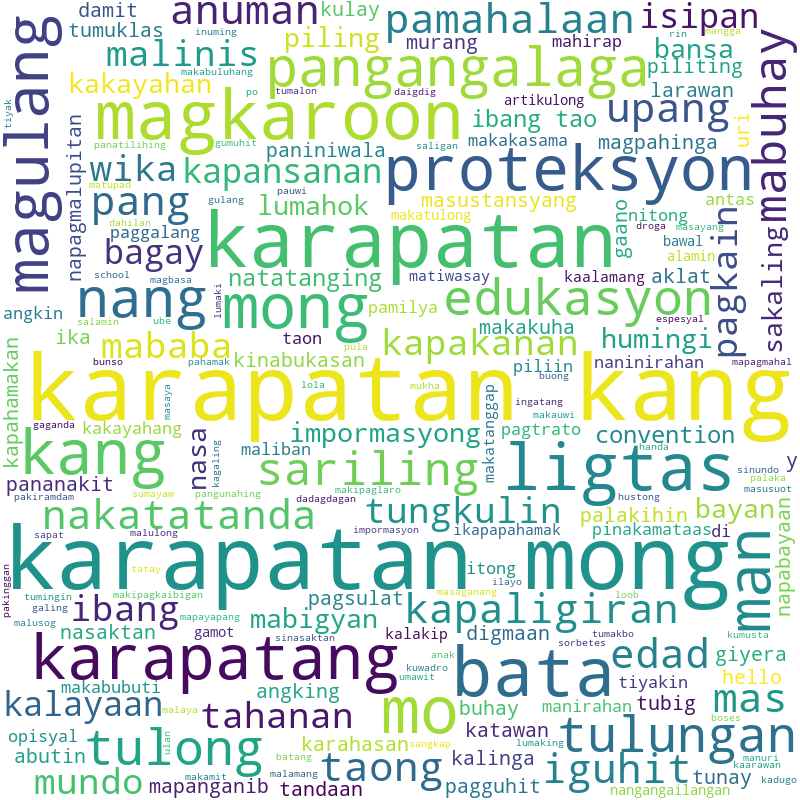 damit
inuming
anuman
kulay
pamahalaan
isipan
rin
mangga
tumuklas
piling
murang
mahirap
bansa
malinis
makabuluhang
pangangalaga
piliting
magulang
kakayahan
po
tumalon
daigdig
larawan
tiyak
magkaroon
artikulong
upang
uri
mabuhay
ibang tao
panatilihing
gumuhit
saligan
makakasama
magpahinga
napagmalupitan
paniniwala
wika
kapansanan
proteksyon
matupad
pauwi
masustansyang
antas
pang
gulang
lumahok
makatulong
nitong
gaano
droga
masayang
paggalang
dahilan
karapatan
bawal
alamin
bagay
matiwasay
pagkain
sakaling
school
magbasa
natatanging
kaalamang
aklat
nang
lumaki
mong
edukasyon
angkin
salamin
ube
pamilya
espesyal
ika
mababa
taon
pula
makakuha
humingi
kapakanan
bunso
pahamak
kinabukasan
naninirahan
mapagmahal
piliin
buong
kapahamakan
masaya
lola
mukha
karapatan kang
ingatang
gaganda
kakayahang
makauwi
impormasyong
pagtrato
convention
kang
nasa
kagaling
maliban
makatanggap
handa
y
pakiramdam
sariling
ligtas
sinundo
palaka
pananakit
sumayaw
pangunahing
makipaglaro
hustong
masusuot
dadagdagan
nakatatanda
tungkulin
palakihin
bayan
napabayaan
sapat
malulong
impormasyon
ikapapahamak
pinakamataas
di
karapatan mong
man
pakinggan
tatay
itong
ilayo
tumingin
makipagkaibigan
pagsulat
masaganang
loob
galing
ibang
mapayapang
mabigyan
kapaligiran
malusog
nasaktan
gamot
sinasaktan
kalakip
digmaan
tumakbo
kumusta
sorbetes
karapatang
anak
kuwadro
bata
edad
giyera
makabubuti
umawit
angking
mo
tiyakin
hello
kalayaan
malaya
tahanan
buhay
manirahan
tubig
mas
opisyal
ulan
karahasan
sangkap
katawan
boses
abutin
tulong
batang
taong
kalinga
lumaking
tulungan
manuri
mundo
makamit
malamang
iguhit
tunay
kaarawan
mapanganib
tandaan
pagguhit
nangangailangan
kadugo